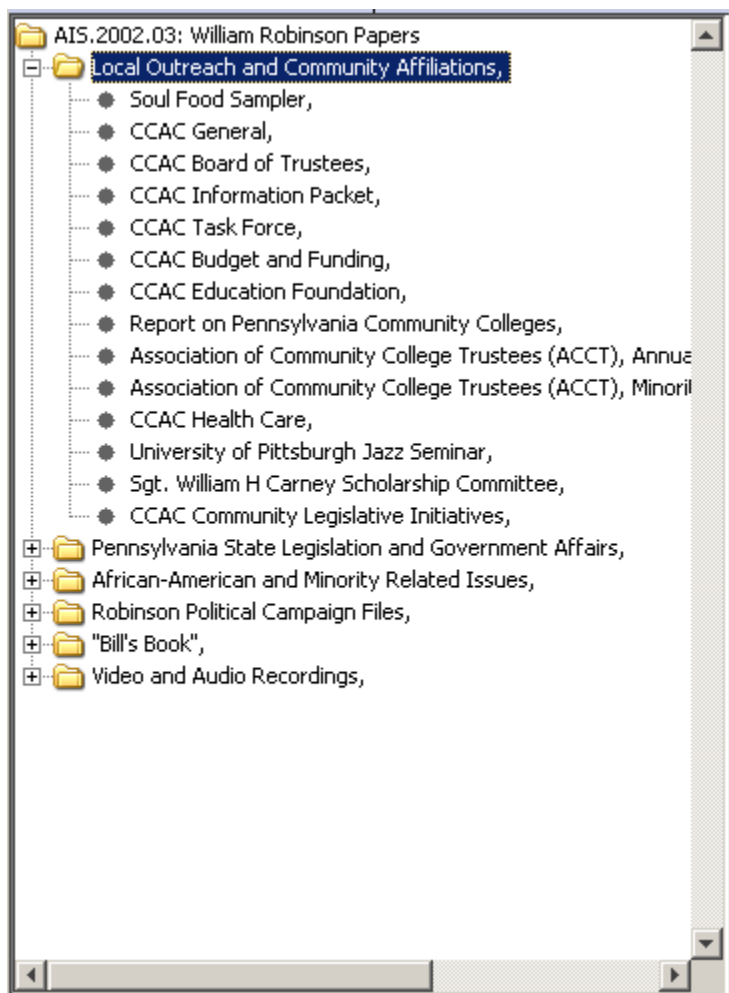 AIS.2002.03: William Robinson Papers
Local Outreach and Community Affiliations,
Soul Food Sampler,
CCAC General,
CCAC Board of Trustees,
CCAC Information Packet,
CCAC Task Force,
CCAC Budget and Funding,
CCAC Education Foundation,
Report on Pennsylvania Community Colleges,
Association of Community College Trustees (ACCT), Annua
Association of Community College Trustees (ACCT), Minorit
CCAC Health Care,
University of Pittsburgh Jazz Seminar,
Sgt. William H Carney Scholarship Committee,
CCAC Community Legislative Initiatives,
Pennsylvania State Legislation and Government Affairs,
African-American and Minority Related Issues,
Robinson Political Campaign Files,
"Bill's Book",
Video and Audio Recordings,